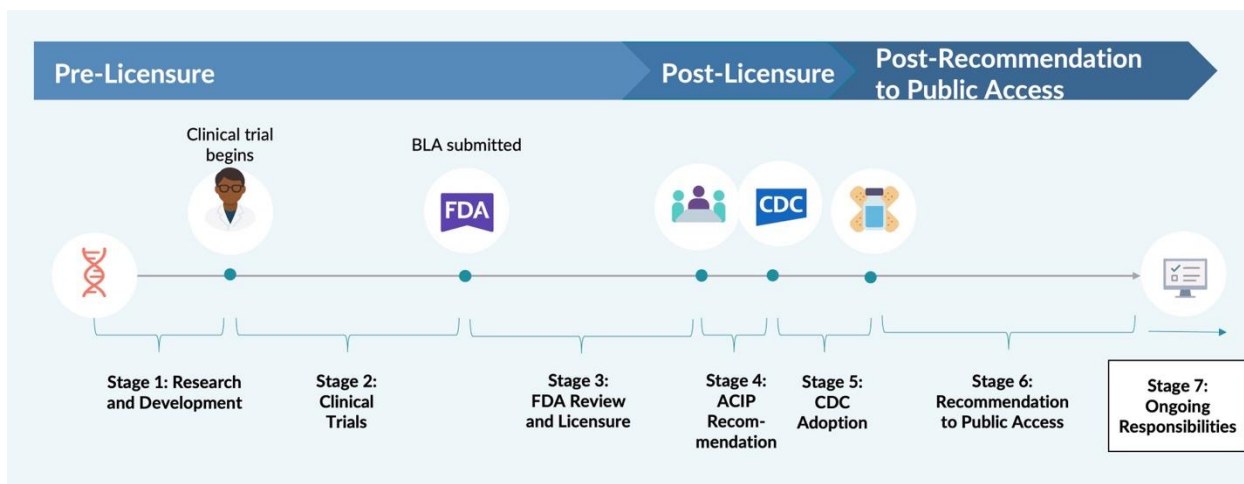 Pre-Licensure
Post-Licensure
Post-Recommendation
to Public Access
Clinical trial
begins
BLA submitted
FDA
CDC
Stage 1: Research
and Development
Stage 2:
Clinical
Trials
Stage 3:
FDA Review
and Licensure
Stage 4:
ACIP
Recom-
mendation
Stage 5:
CDC
Adoption
Stage 6:
Recommendation
to Public Access
Stage 7:
Ongoing
Responsibilities